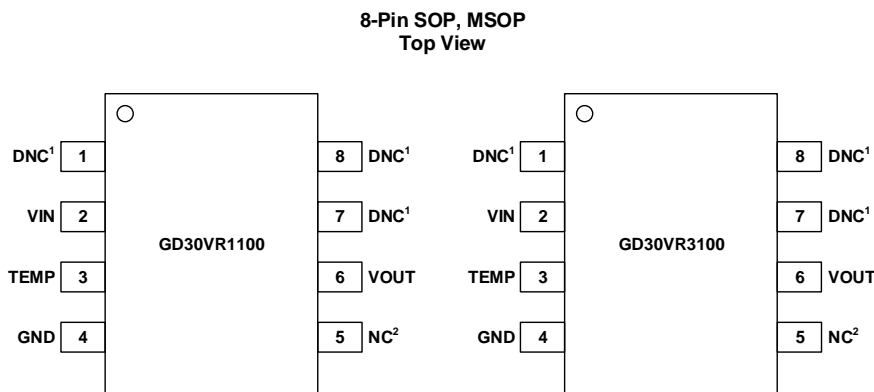 8-Pin SOP, MSOP
Top View
DNC¹ 1
VIN 2
TEMP 3
GND 4
GD30VR1100
8 DNC¹
7 DNC¹
6 VOUT
5 NC²
DNC¹ 1
VIN 2
TEMP 3
GND 4
GD30VR3100
8 DNC¹
7 DNC¹
6 VOUT
5 NC²